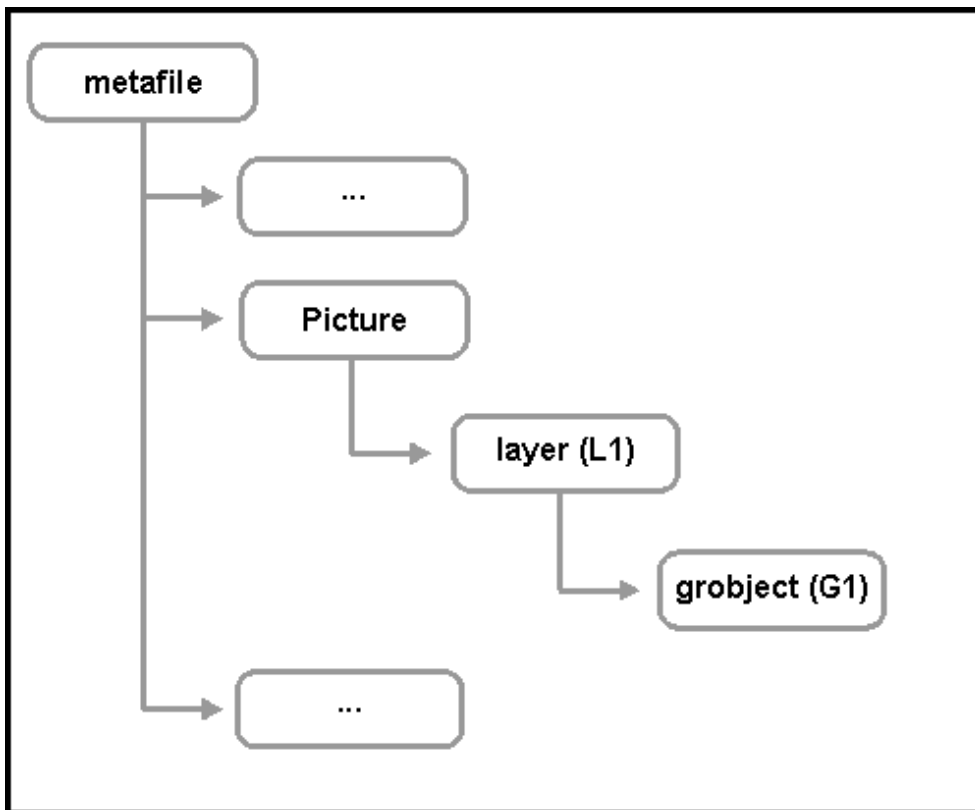 metafile
...
Picture
layer (L1)
grobject (G1)
...